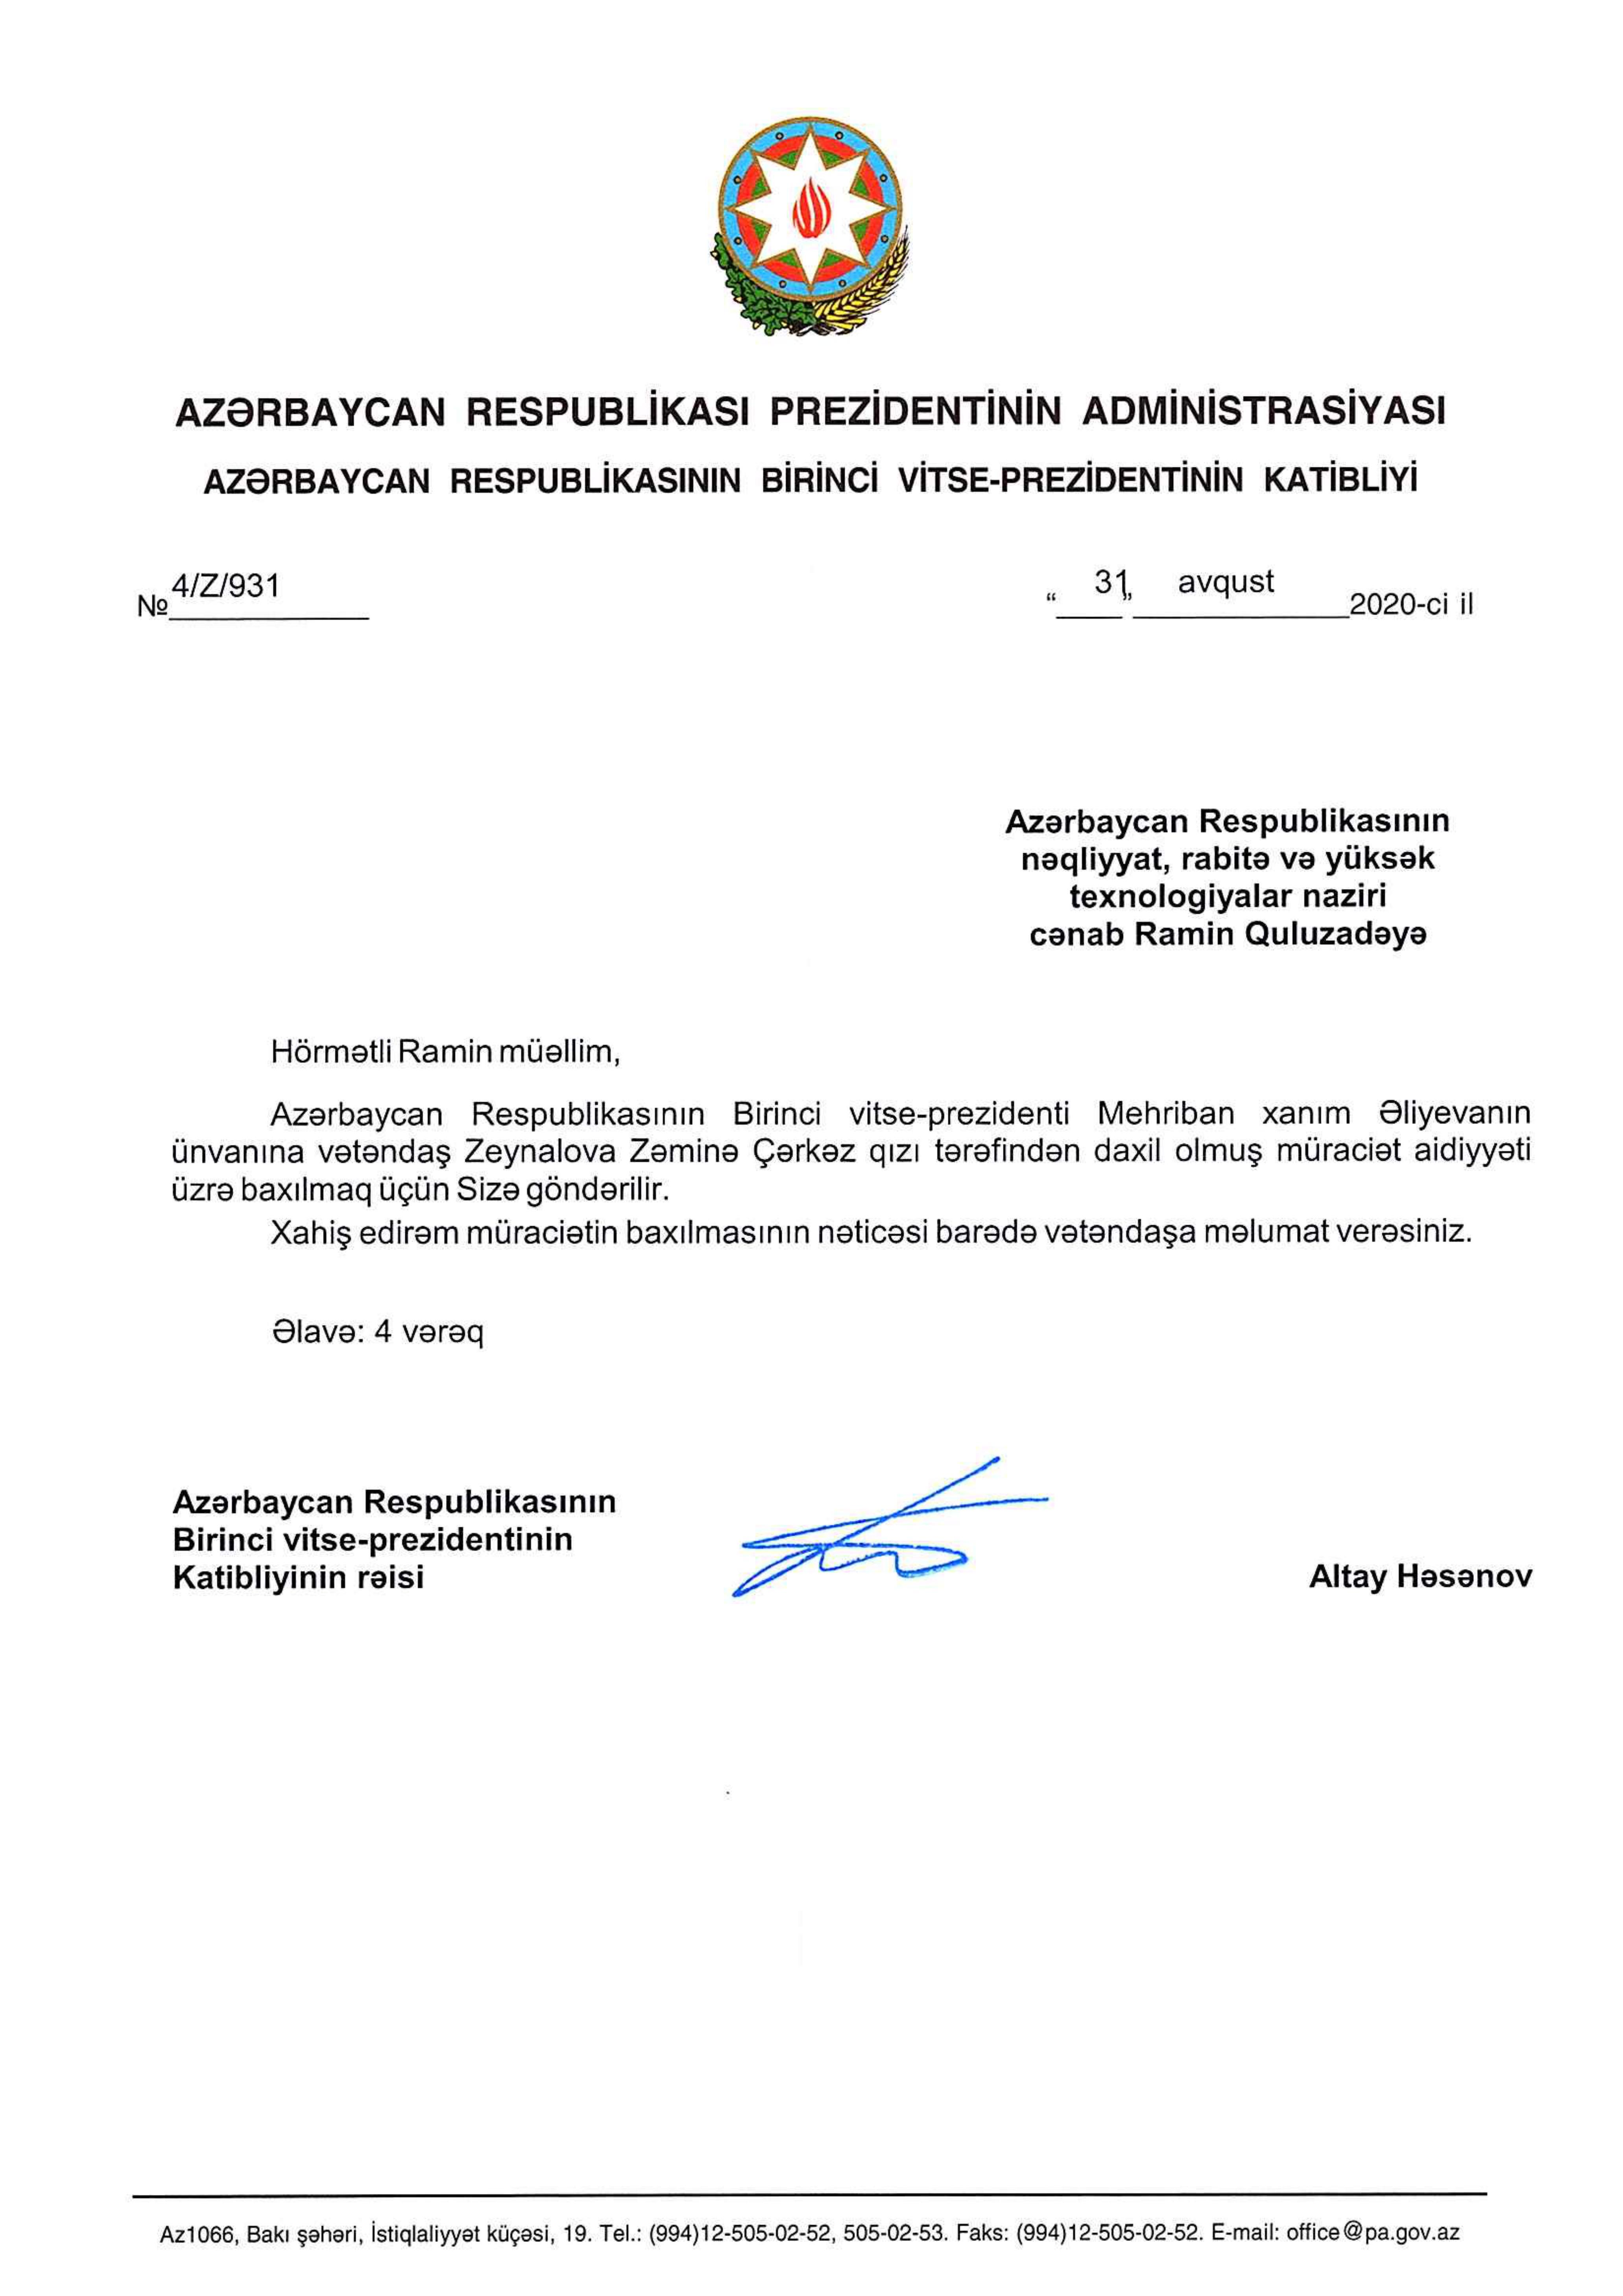 AZƏRBAYCAN RESPUBLİKASI PREZİDENTİNİN ADMİNİSTRASİYASI
AZƏRBAYCAN RESPUBLİKASININ BİRİNCİ VİTSE-PREZİDENTİNİN KATİBLİYİ
№ 4/Z/931
“ 31 ” avqust 2020-ci il
Azərbaycan Respublikasının
nəqliyyat, rabitə və yüksək
texnologiyalar naziri
cənab Ramin Quluzadəyə
Hörmətli Ramin müəllim,
Azərbaycan Respublikasının Birinci vitse-prezidenti Mehriban xanım Əliyevanın
ünvanına vətəndaş Zeynalova Zəminə Çərkəz qızı tərəfindən daxil olmuş müraciət aidiyyəti
üzrə baxılmaq üçün Sizə göndərilir.
Xahiş edirəm müraciətin baxılmasının nəticəsi barədə vətəndaşa məlumat verəsiniz.
Əlavə: 4 vərəq
Azərbaycan Respublikasının
Birinci vitse-prezidentinin
Katibliyinin rəisi
Altay Həsənov
Az1066, Bakı şəhəri, İstiqlaliyyət küçəsi, 19. Tel.: (994)12-505-02-52, 505-02-53. Faks: (994)12-505-02-52. E-mail: office@pa.gov.az